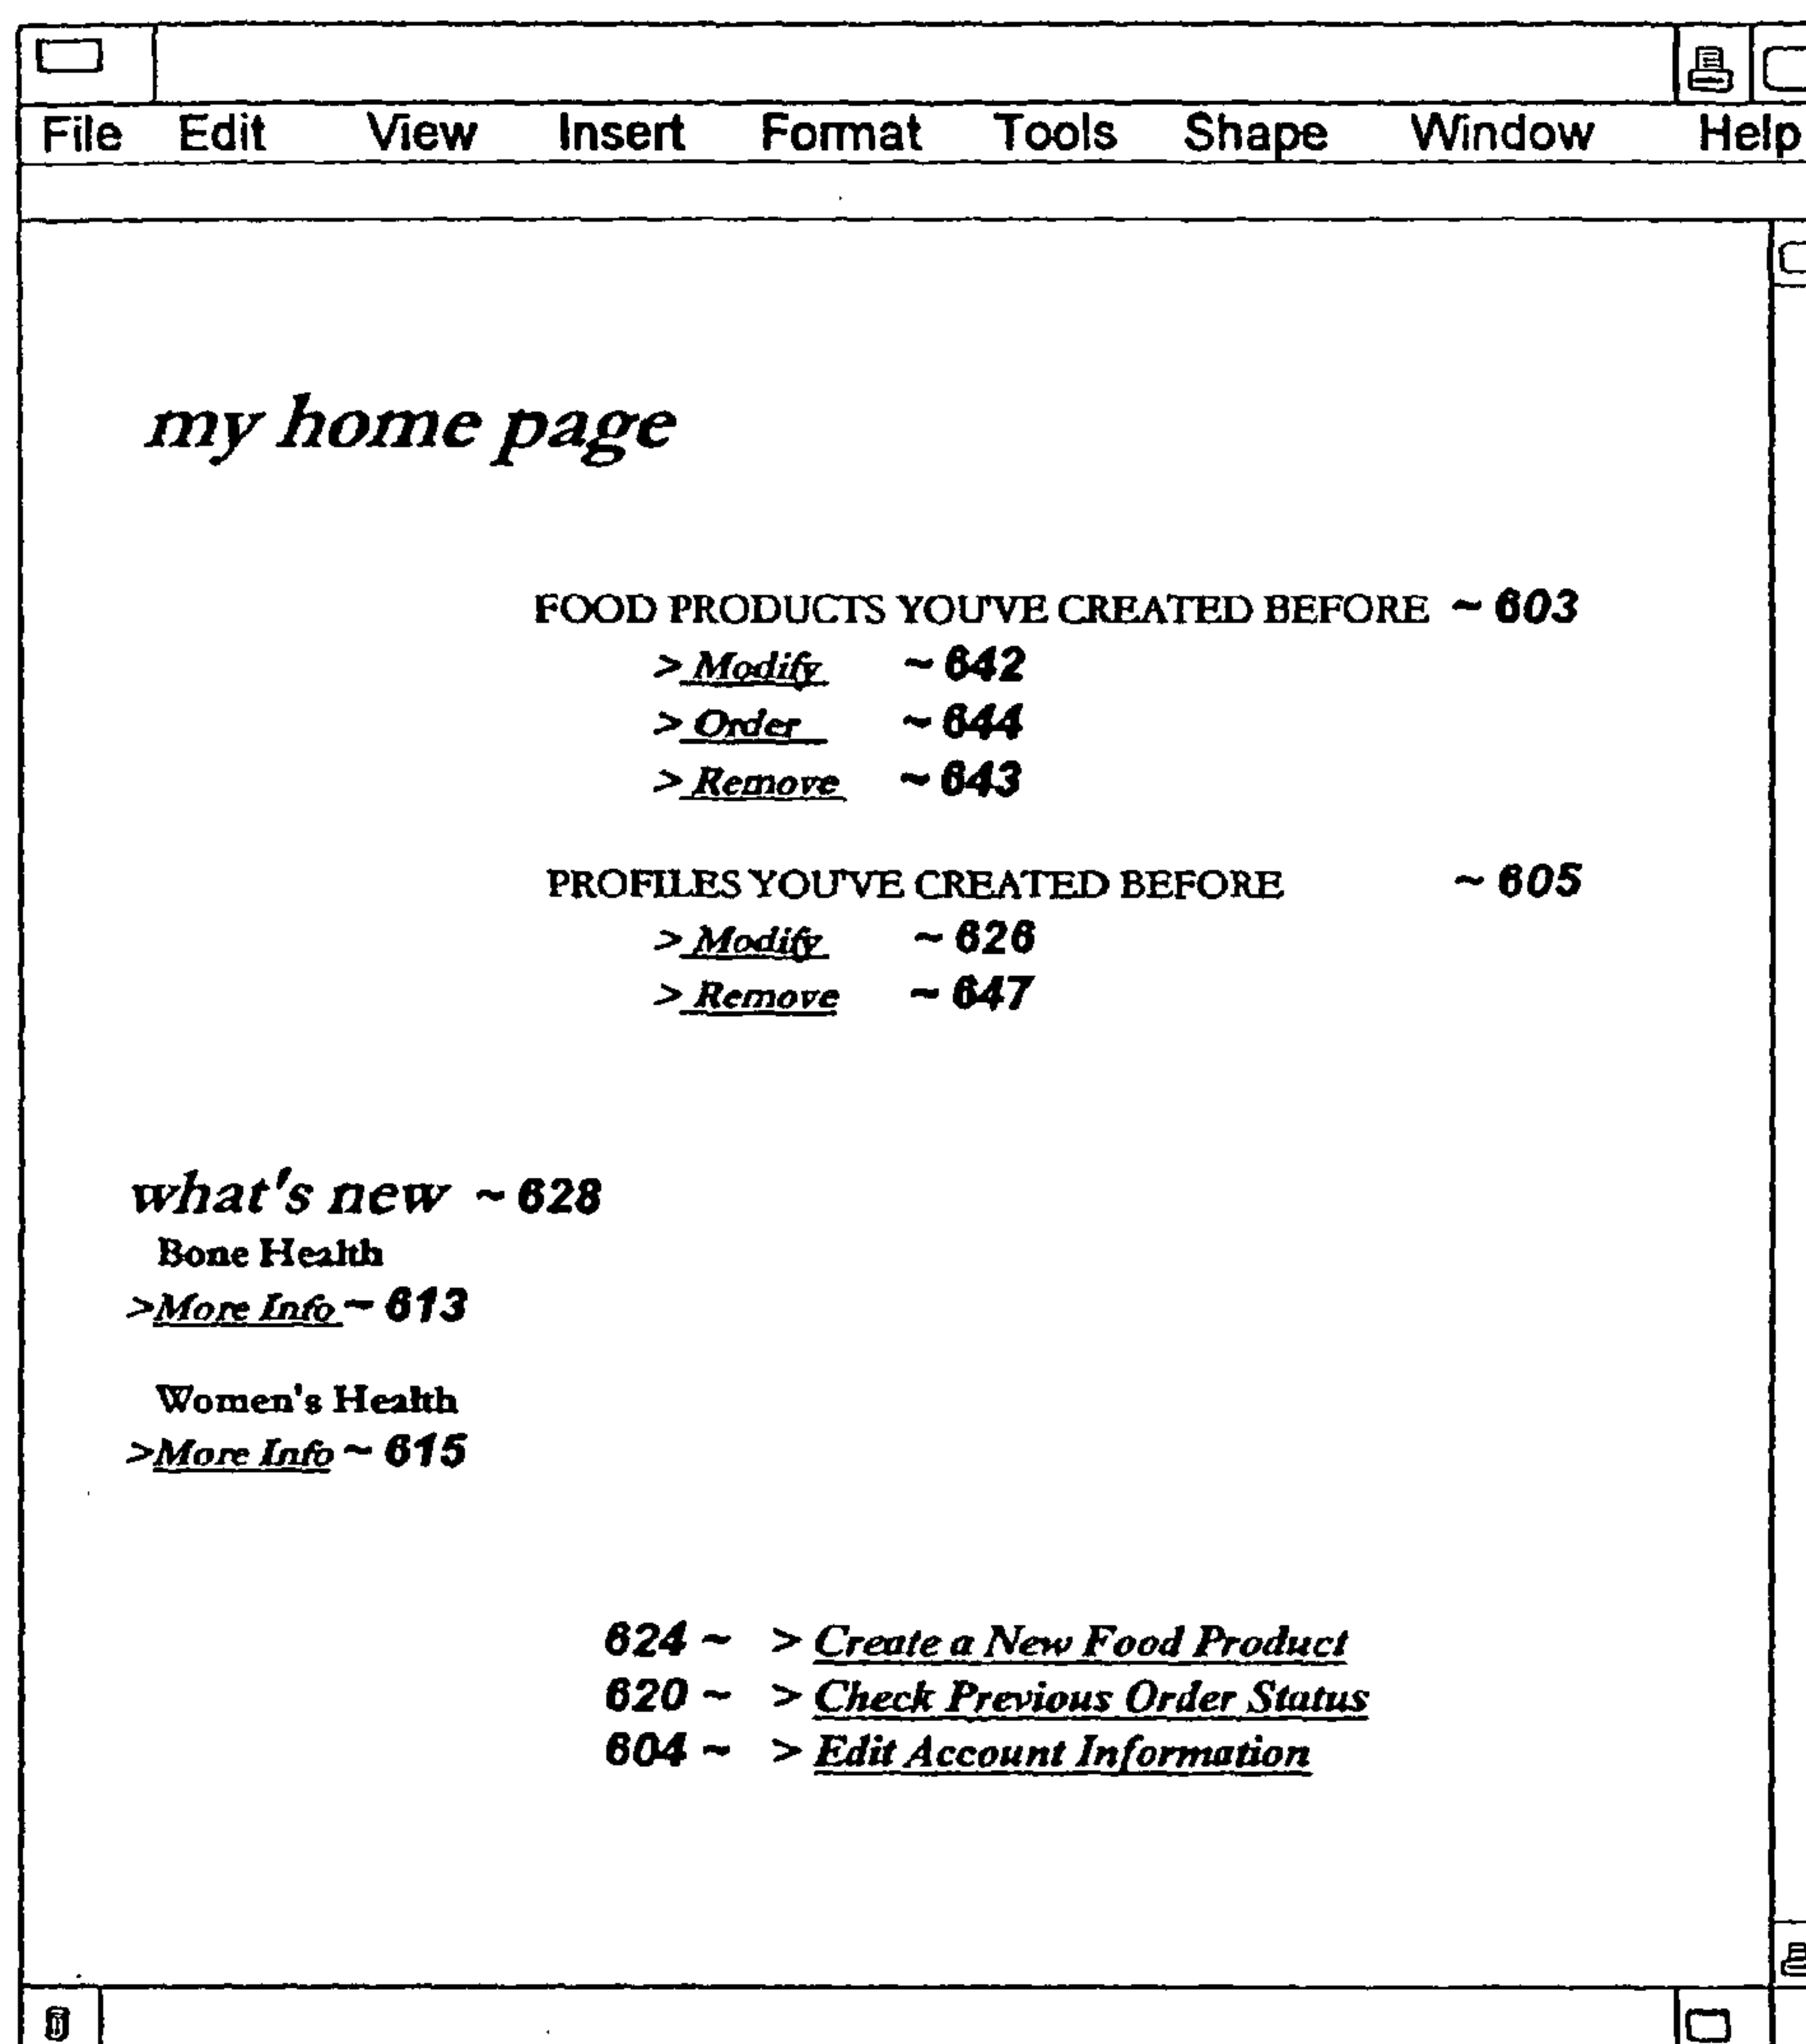 File Edit View Insert Format Tools Shape Window Help
my home page
FOOD PRODUCTS YOU'VE CREATED BEFORE ~ 603
> Modify ~ 642
> Order ~ 644
> Remove ~ 643
PROFILES YOU'VE CREATED BEFORE ~ 605
> Modify ~ 626
> Remove ~ 647
what's new ~ 628
Bone Health
>More Info ~ 613
Women's Health
>More Info ~ 615
624 ~ > Create a New Food Product
620 ~ > Check Previous Order Status
604 ~ > Edit Account Information